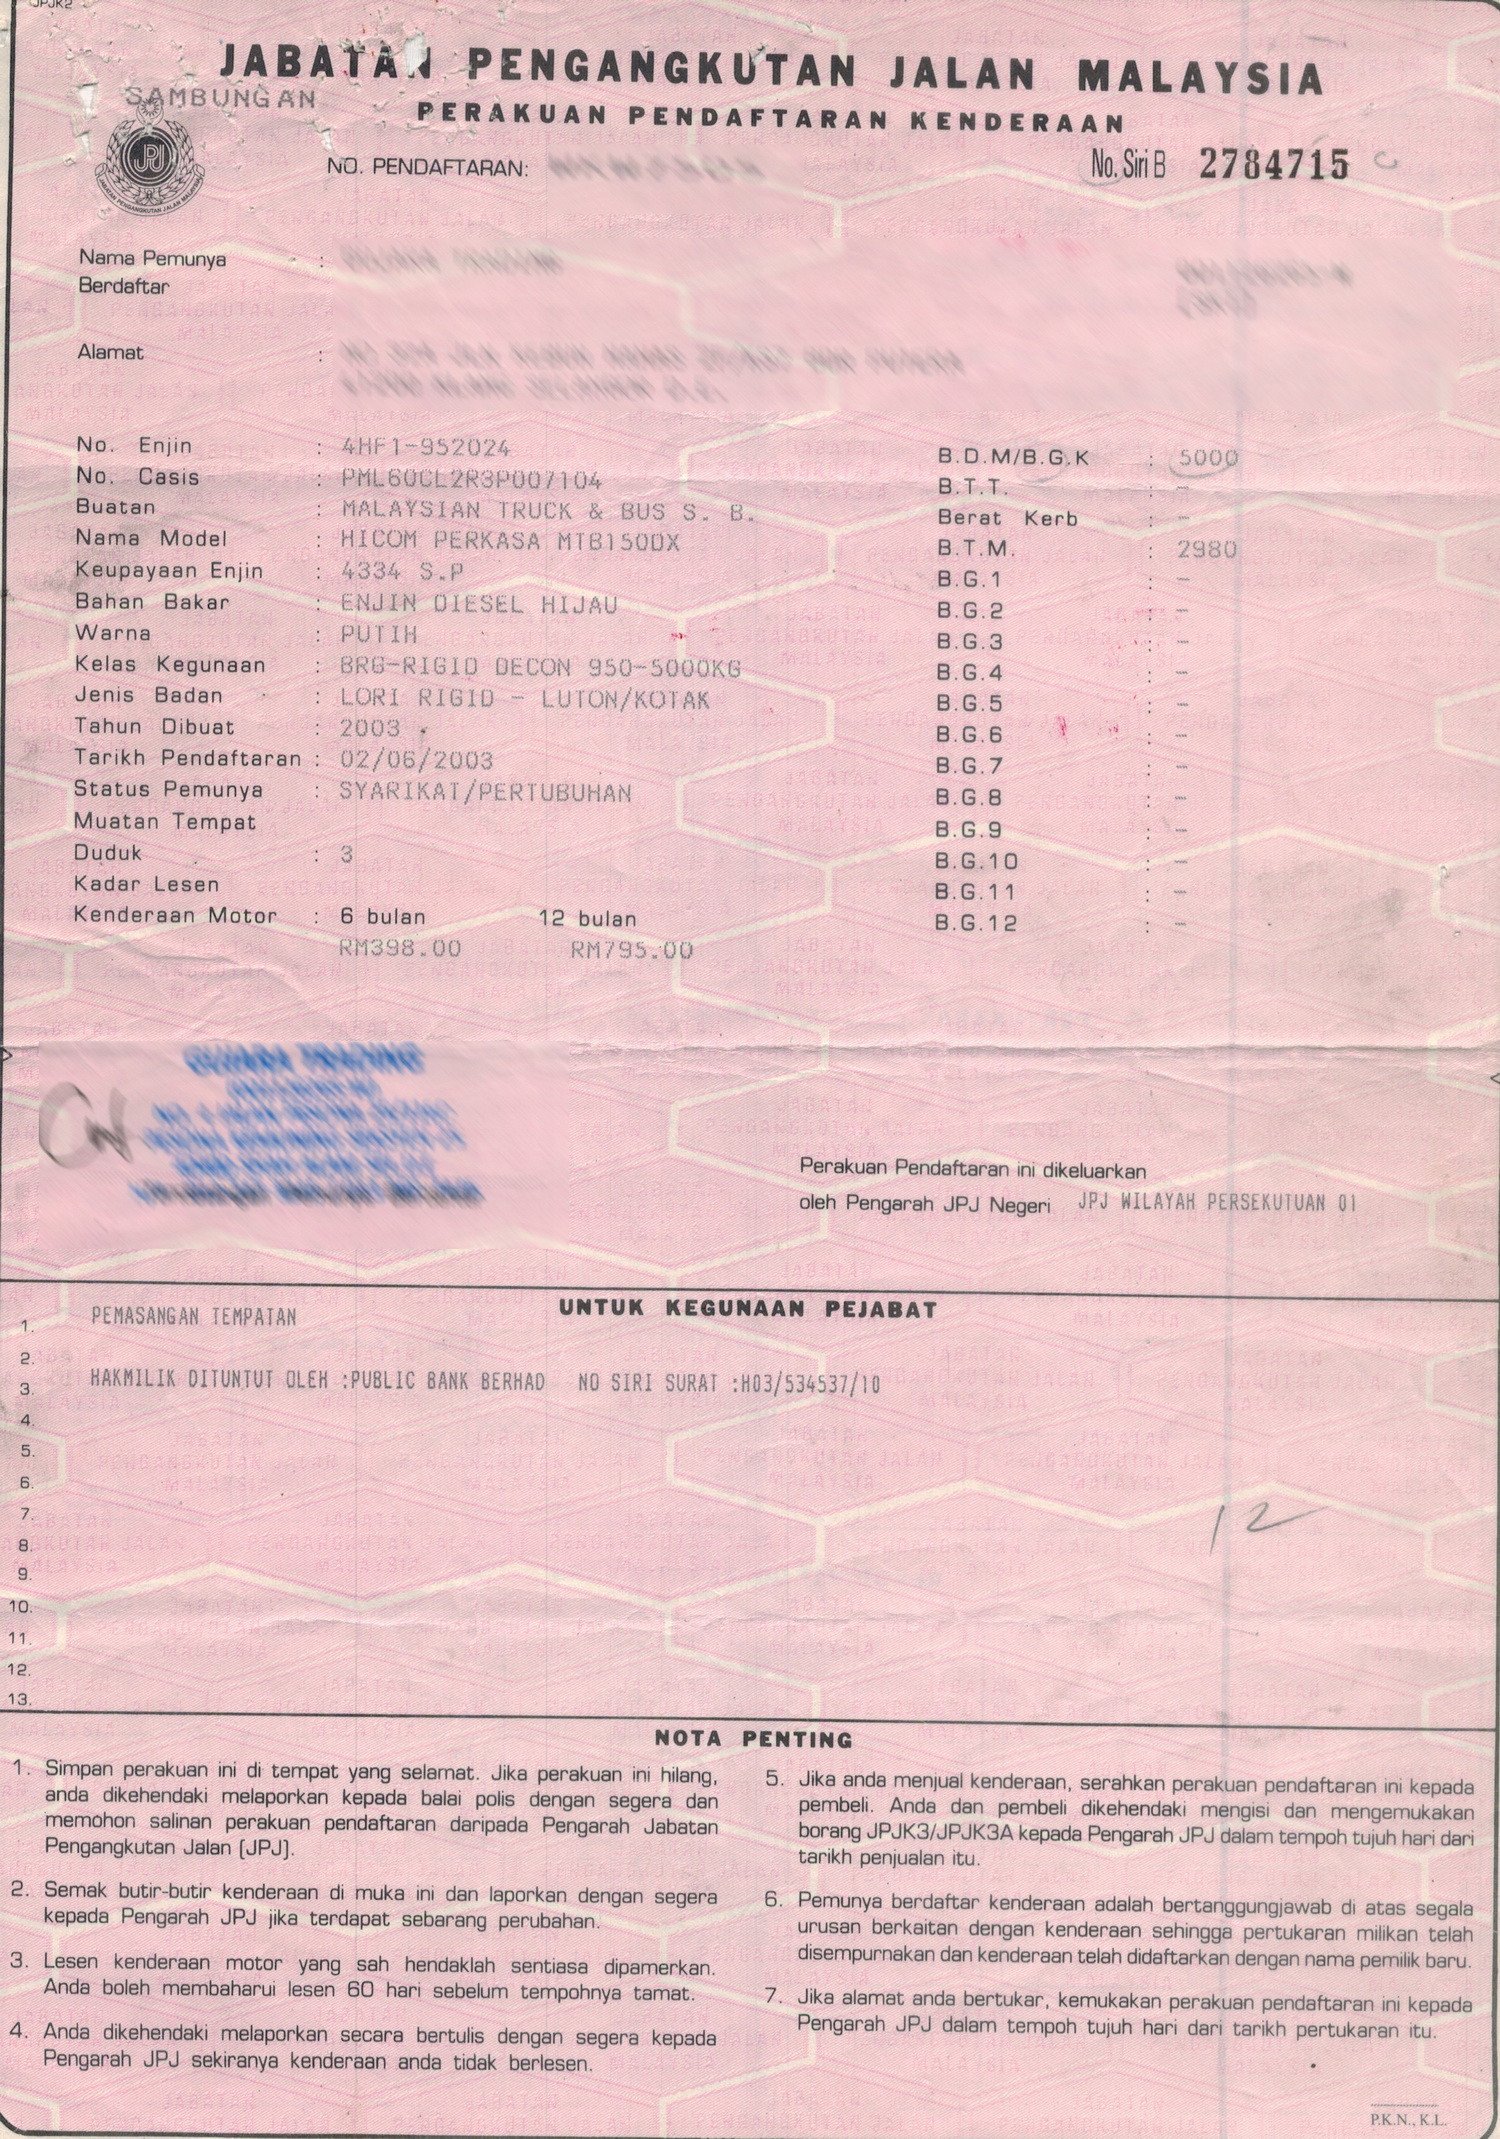 JPJK2
JABATAN PENGANGKUTAN JALAN MALAYSIA
SAMBUNGAN
PERAKUAN PENDAFTARAN KENDERAAN
JPJ
JABATAN PENGANGKUTAN JALAN MALAYSIA
NO. PENDAFTARAN:
No. Siri B 2784715
Nama Pemunya :
Berdaftar
Alamat :
No. Enjin : 4HF1-952024
No. Casis : PML60CL2R3P007104
Buatan : MALAYSIAN TRUCK & BUS S. B.
Nama Model : HICOM PERKASA MTB150DX
Keupayaan Enjin : 4334 S.P
Bahan Bakar : ENJIN DIESEL HIJAU
Warna : PUTIH
Kelas Kegunaan : BRG-RIGID DECON 950-5000KG
Jenis Badan : LORI RIGID - LUTON/KOTAK
Tahun Dibuat : 2003
Tarikh Pendaftaran : 02/06/2003
Status Pemunya : SYARIKAT/PERTUBUHAN
Muatan Tempat
Duduk : 3
Kadar Lesen
Kenderaan Motor : 6 bulan 12 bulan
RM398.00 RM795.00
B.D.M/B.G.K : 5000
B.T.T. : -
Berat Kerb : -
B.T.M. : 2980
B.G.1 : -
B.G.2 : -
B.G.3 : -
B.G.4 : -
B.G.5 : -
B.G.6 : -
B.G.7 : -
B.G.8 : -
B.G.9 : -
B.G.10 : -
B.G.11 : -
B.G.12 : -
Perakuan Pendaftaran ini dikeluarkan
oleh Pengarah JPJ Negeri JPJ WILAYAH PERSEKUTUAN 01
UNTUK KEGUNAAN PEJABAT
1. PEMASANGAN TEMPATAN
2.
3. HAKMILIK DITUNTUT OLEH :PUBLIC BANK BERHAD NO SIRI SURAT :H03/534537/10
4.
5.
6.
7.
12
8.
9.
10.
11.
12.
13.
NOTA PENTING
1. Simpan perakuan ini di tempat yang selamat. Jika perakuan ini hilang,
anda dikehendaki melaporkan kepada balai polis dengan segera dan
memohon salinan perakuan pendaftaran daripada Pengarah Jabatan
Pengangkutan Jalan (JPJ).
2. Semak butir-butir kenderaan di muka ini dan laporkan dengan segera
kepada Pengarah JPJ jika terdapat sebarang perubahan.
3. Lesen kenderaan motor yang sah hendaklah sentiasa dipamerkan.
Anda boleh membaharui lesen 60 hari sebelum tempohnya tamat.
4. Anda dikehendaki melaporkan secara bertulis dengan segera kepada
Pengarah JPJ sekiranya kenderaan anda tidak berlesen.
5. Jika anda menjual kenderaan, serahkan perakuan pendaftaran ini kepada
pembeli. Anda dan pembeli dikehendaki mengisi dan mengemukakan
borang JPJK3/JPJK3A kepada Pengarah JPJ dalam tempoh tujuh hari dari
tarikh penjualan itu.
6. Pemunya berdaftar kenderaan adalah bertanggungjawab di atas segala
urusan berkaitan dengan kenderaan sehingga pertukaran milikan telah
disempurnakan dan kenderaan telah didaftarkan dengan nama pemilik baru.
7. Jika alamat anda bertukar, kemukakan perakuan pendaftaran ini kepada
Pengarah JPJ dalam tempoh tujuh hari dari tarikh pertukaran itu.
P.K.N., K.L.